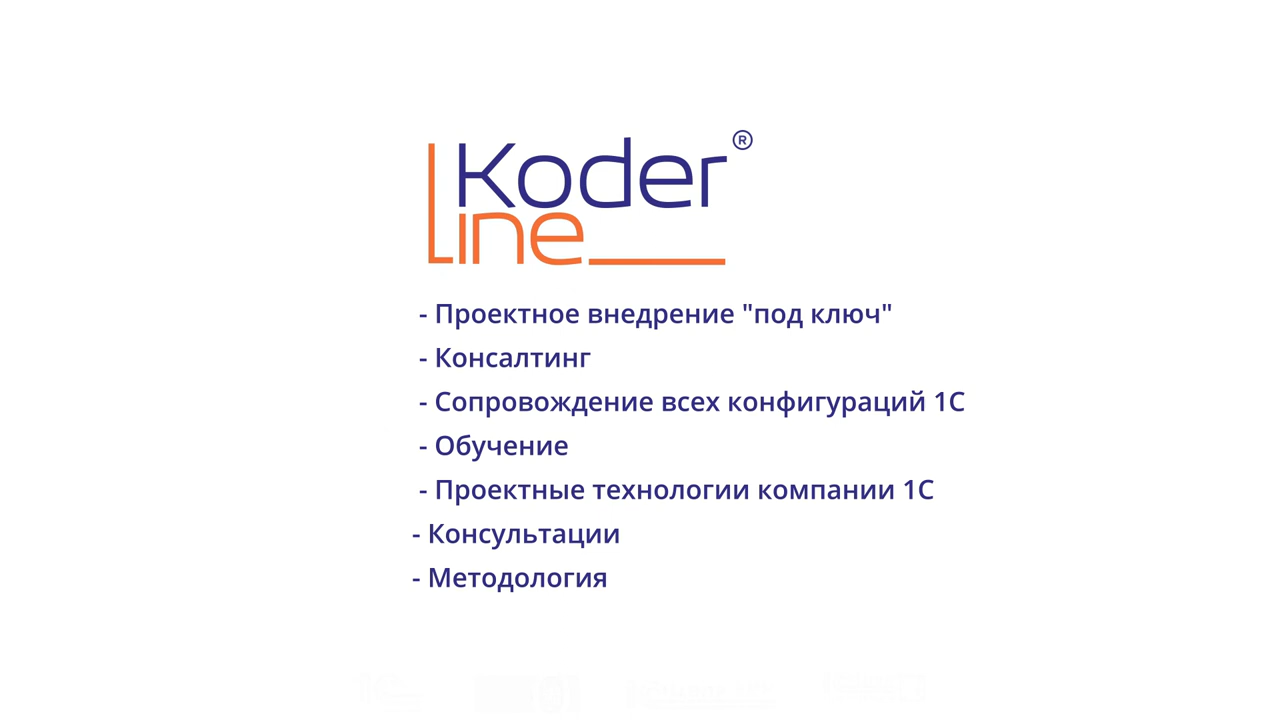 Koder®
Line
- Проектное внедрение "под ключ"
- Консалтинг
- Сопровождение всех конфигураций 1С
- Обучение
- Проектные технологии компании 1С
- Консультации
- Методология